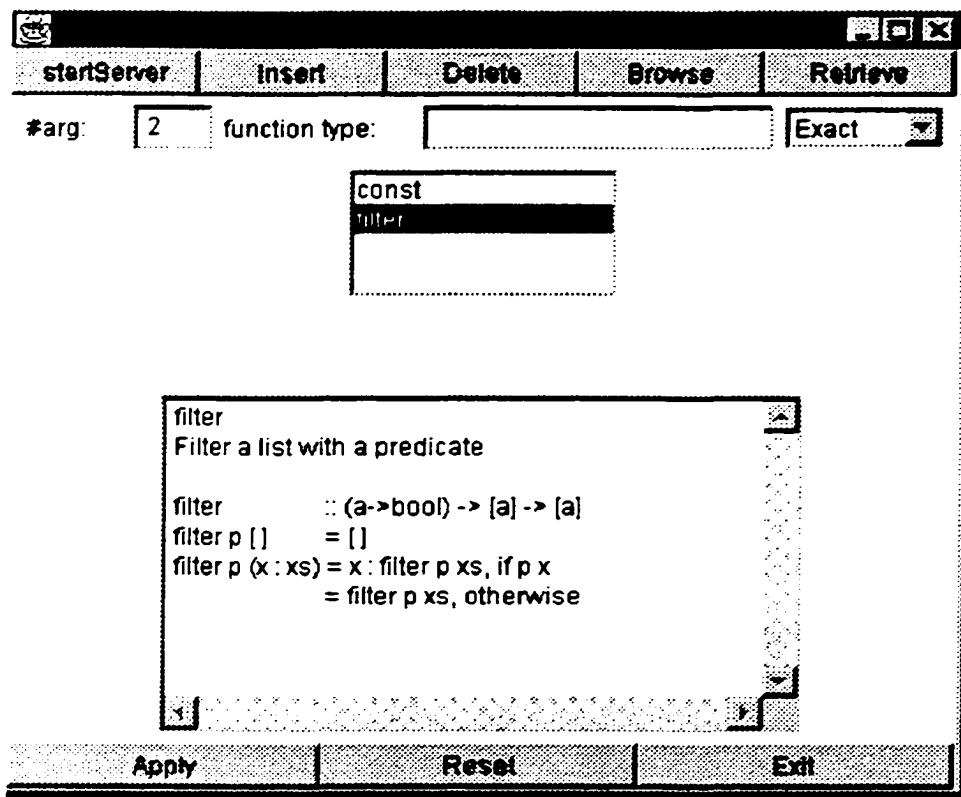 startServer Insert Delete Browse Retrieve
#arg: 2 function type: Exact
const
filter
filter
Filter a list with a predicate
filter :: (a->bool) -> [a] -> [a]
filter p [ ] = [ ]
filter p (x : xs) = x : filter p xs, if p x
= filter p xs, otherwise
Apply Reset Exit